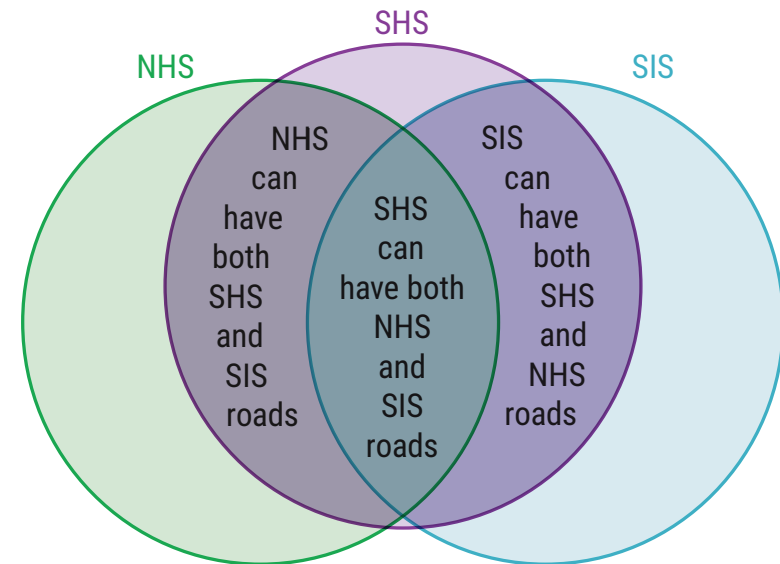 SHS
NHS
SIS
NHS
can
have
both
SHS
and
SIS
roads
SHS
can
have both
NHS
and
SIS
roads
SIS
can
have
both
SHS
and
NHS
roads